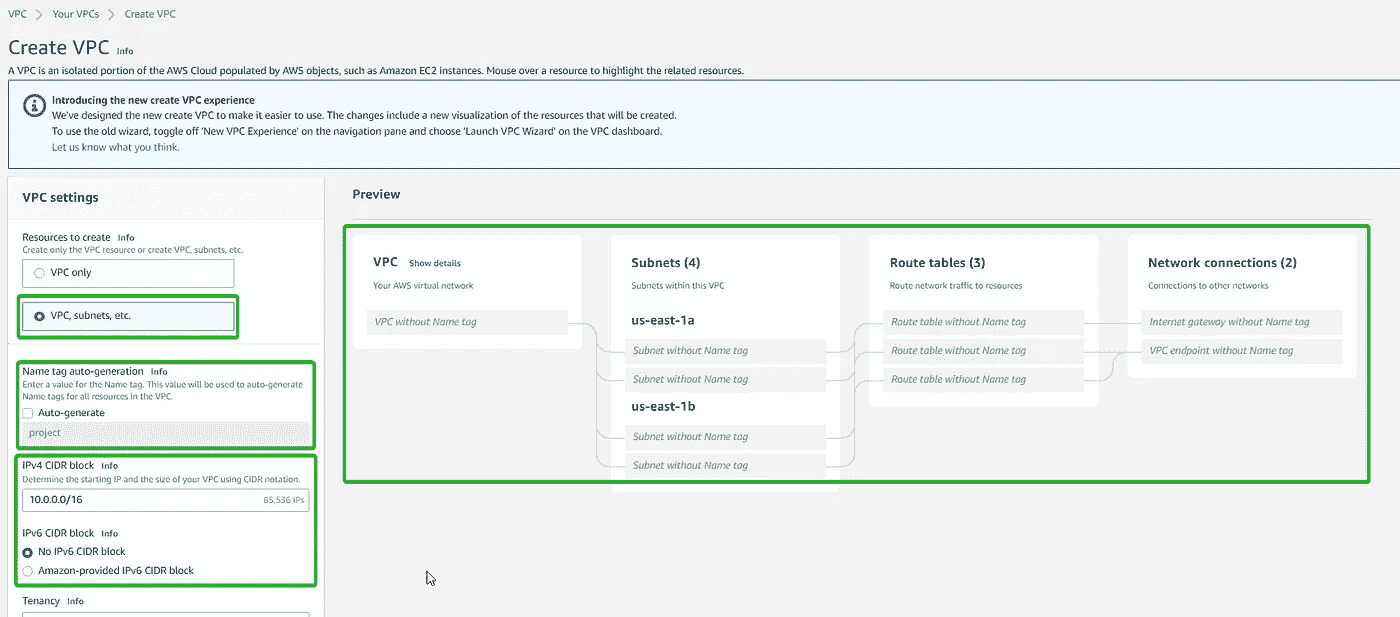 VPC > Your VPCs > Create VPC
Create VPC Info
A VPC is an isolated portion of the AWS Cloud populated by AWS objects, such as Amazon EC2 instances. Mouse over a resource to highlight the related resources.
Introducing the new create VPC experience
We've designed the new create VPC to make it easier to use. The changes include a new visualization of the resources that will be created.
To use the old wizard, toggle off 'New VPC Experience' on the navigation pane and choose 'Launch VPC Wizard' on the VPC dashboard.
Let us know what you think.
VPC settings
Resources to create Info
Create only the VPC resource or create VPC, subnets, etc.
VPC only
VPC, subnets, etc.
Name tag auto-generation Info
Enter a value for the Name tag. This value will be used to auto-generate
Name tags for all resources in the VPC.
Auto-generate
project
IPv4 CIDR block Info
Determine the starting IP and the size of your VPC using CIDR notation.
10.0.0.0/16 65,536 IPs
IPv6 CIDR block Info
No IPv6 CIDR block
Amazon-provided IPv6 CIDR block
Tenancy Info
Preview
VPC Show details
Your AWS virtual network
VPC without Name tag
Subnets (4)
Subnets within this VPC
us-east-1a
Subnet without Name tag
Subnet without Name tag
us-east-1b
Subnet without Name tag
Subnet without Name tag
Route tables (3)
Route network traffic to resources
Route table without Name tag
Route table without Name tag
Route table without Name tag
Network connections (2)
Connections to other networks
Internet gateway without Name tag
VPC endpoint without Name tag